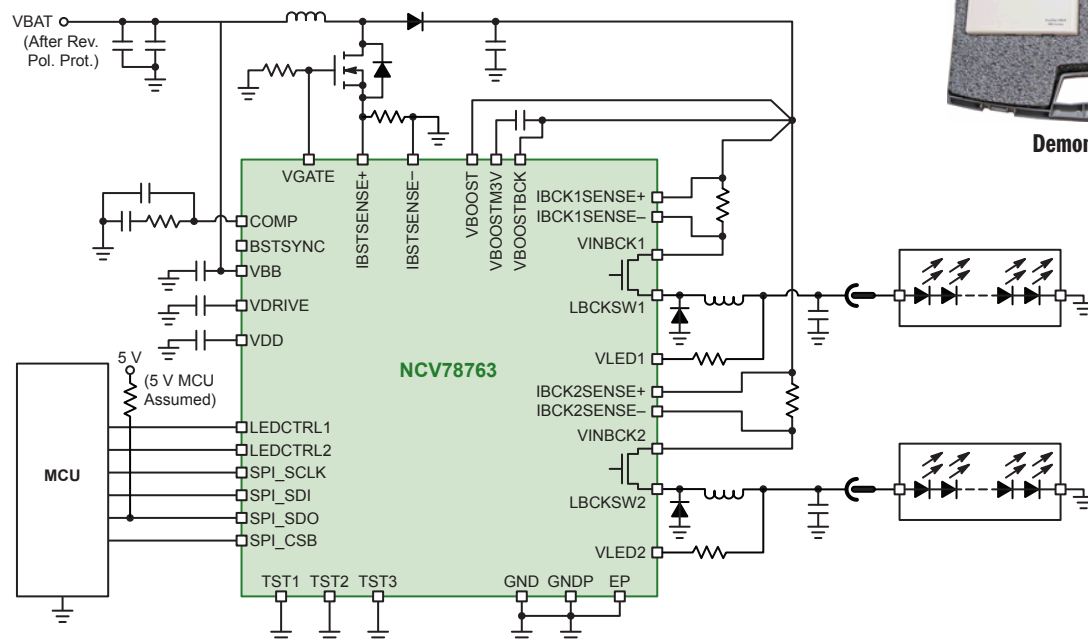 VBAT
(After Rev.
Pol. Prot.)
Demon
VGATE
IBSTSENSE+
IBSTSENSE–
VBOOST
VBOOSTM3V
VBOOSTBCK
COMP
BSTSYNC
VBB
VDRIVE
VDD
IBCK1SENSE+
IBCK1SENSE–
VINBCK1
LBCKSW1
VLED1
NCV78763
IBCK2SENSE+
IBCK2SENSE–
VINBCK2
LBCKSW2
VLED2
5 V
(5 V MCU
Assumed)
MCU
LEDCTRL1
LEDCTRL2
SPI_SCLK
SPI_SDI
SPI_SDO
SPI_CSB
TST1 TST2 TST3
GND GNDP EP